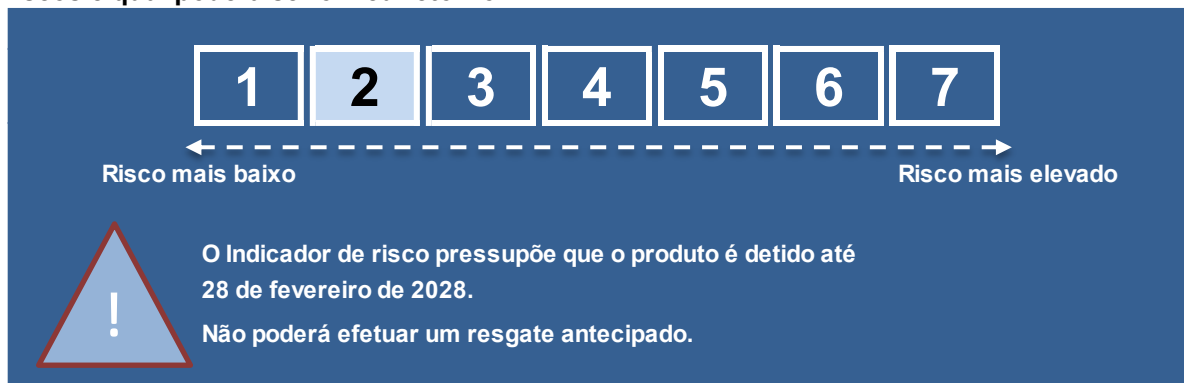 1 2 3 4 5 6 7
Risco mais baixo Risco mais elevado
O Indicador de risco pressupõe que o produto é detido até
28 de fevereiro de 2028.
!
Não poderá efetuar um resgate antecipado.